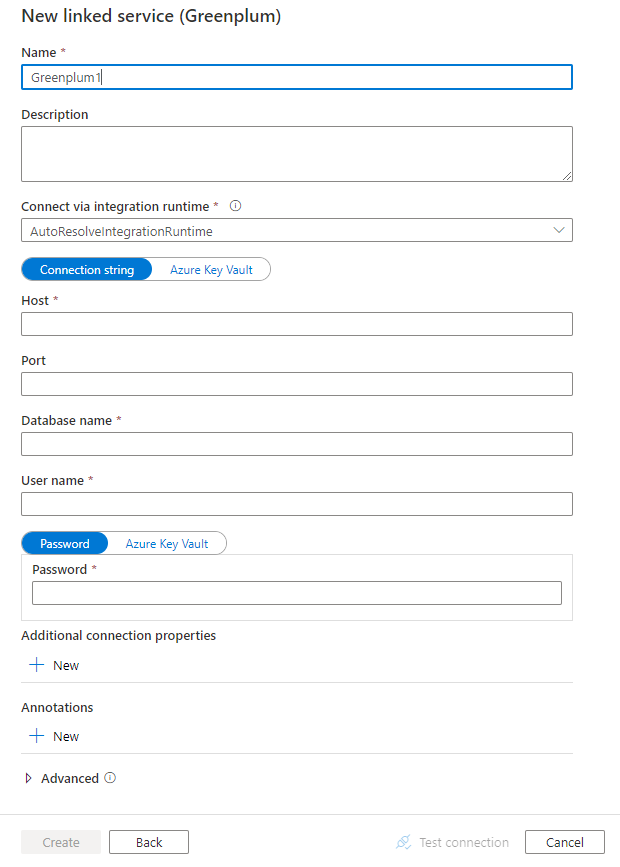 New linked service (Greenplum)
Name *
Greenplum1
Description
Connect via integration runtime *
AutoResolveIntegrationRuntime
Connection string Azure Key Vault
Host *
Port
Database name *
User name *
Password Azure Key Vault
Password *
Additional connection properties
+ New
Annotations
+ New
Advanced
Create Back Test connection Cancel